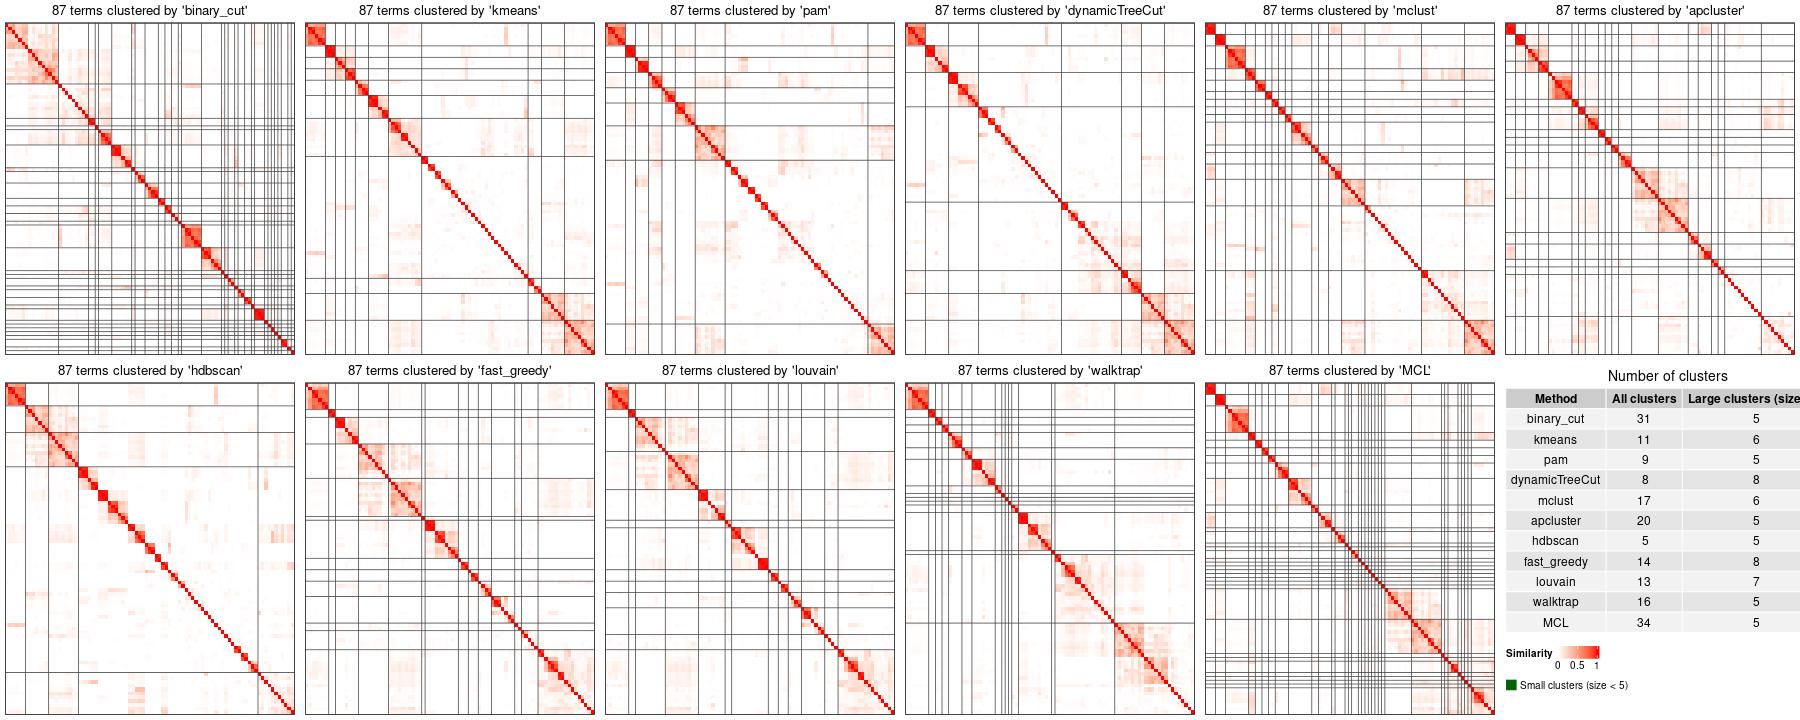 87 terms clustered by 'binary_cut'
87 terms clustered by 'kmeans'
87 terms clustered by 'pam'
87 terms clustered by 'dynamicTreeCut'
87 terms clustered by 'mclust'
87 terms clustered by 'apcluster'
87 terms clustered by 'hdbscan'
87 terms clustered by 'fast_greedy'
87 terms clustered by 'louvain'
87 terms clustered by 'walktrap'
87 terms clustered by 'MCL'
Number of clusters
Method All clusters Large clusters (size
binary_cut 31 5
kmeans 11 6
pam 9 5
dynamicTreeCut 8 8
mclust 17 6
apcluster 20 5
hdbscan 5 5
fast_greedy 14 8
louvain 13 7
walktrap 16 5
MCL 34 5
Similarity
0 0.5 1
Small clusters (size < 5)